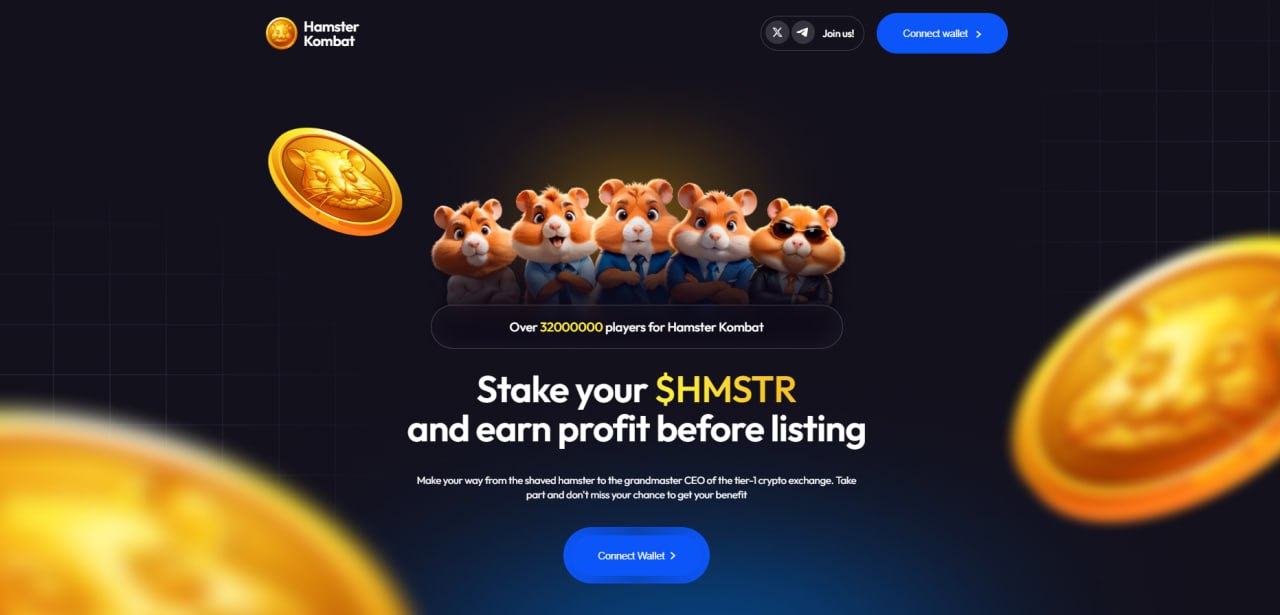 Hamster
Kombat
Join us!
Connect wallet
Over 32000000 players for Hamster Kombat
Stake your $HMSTR
and earn profit before listing
Make your way from the shaved hamster to the grandmaster CEO of the tier-1 crypto exchange. Take
part and don't miss your chance to get your benefit
Connect Wallet